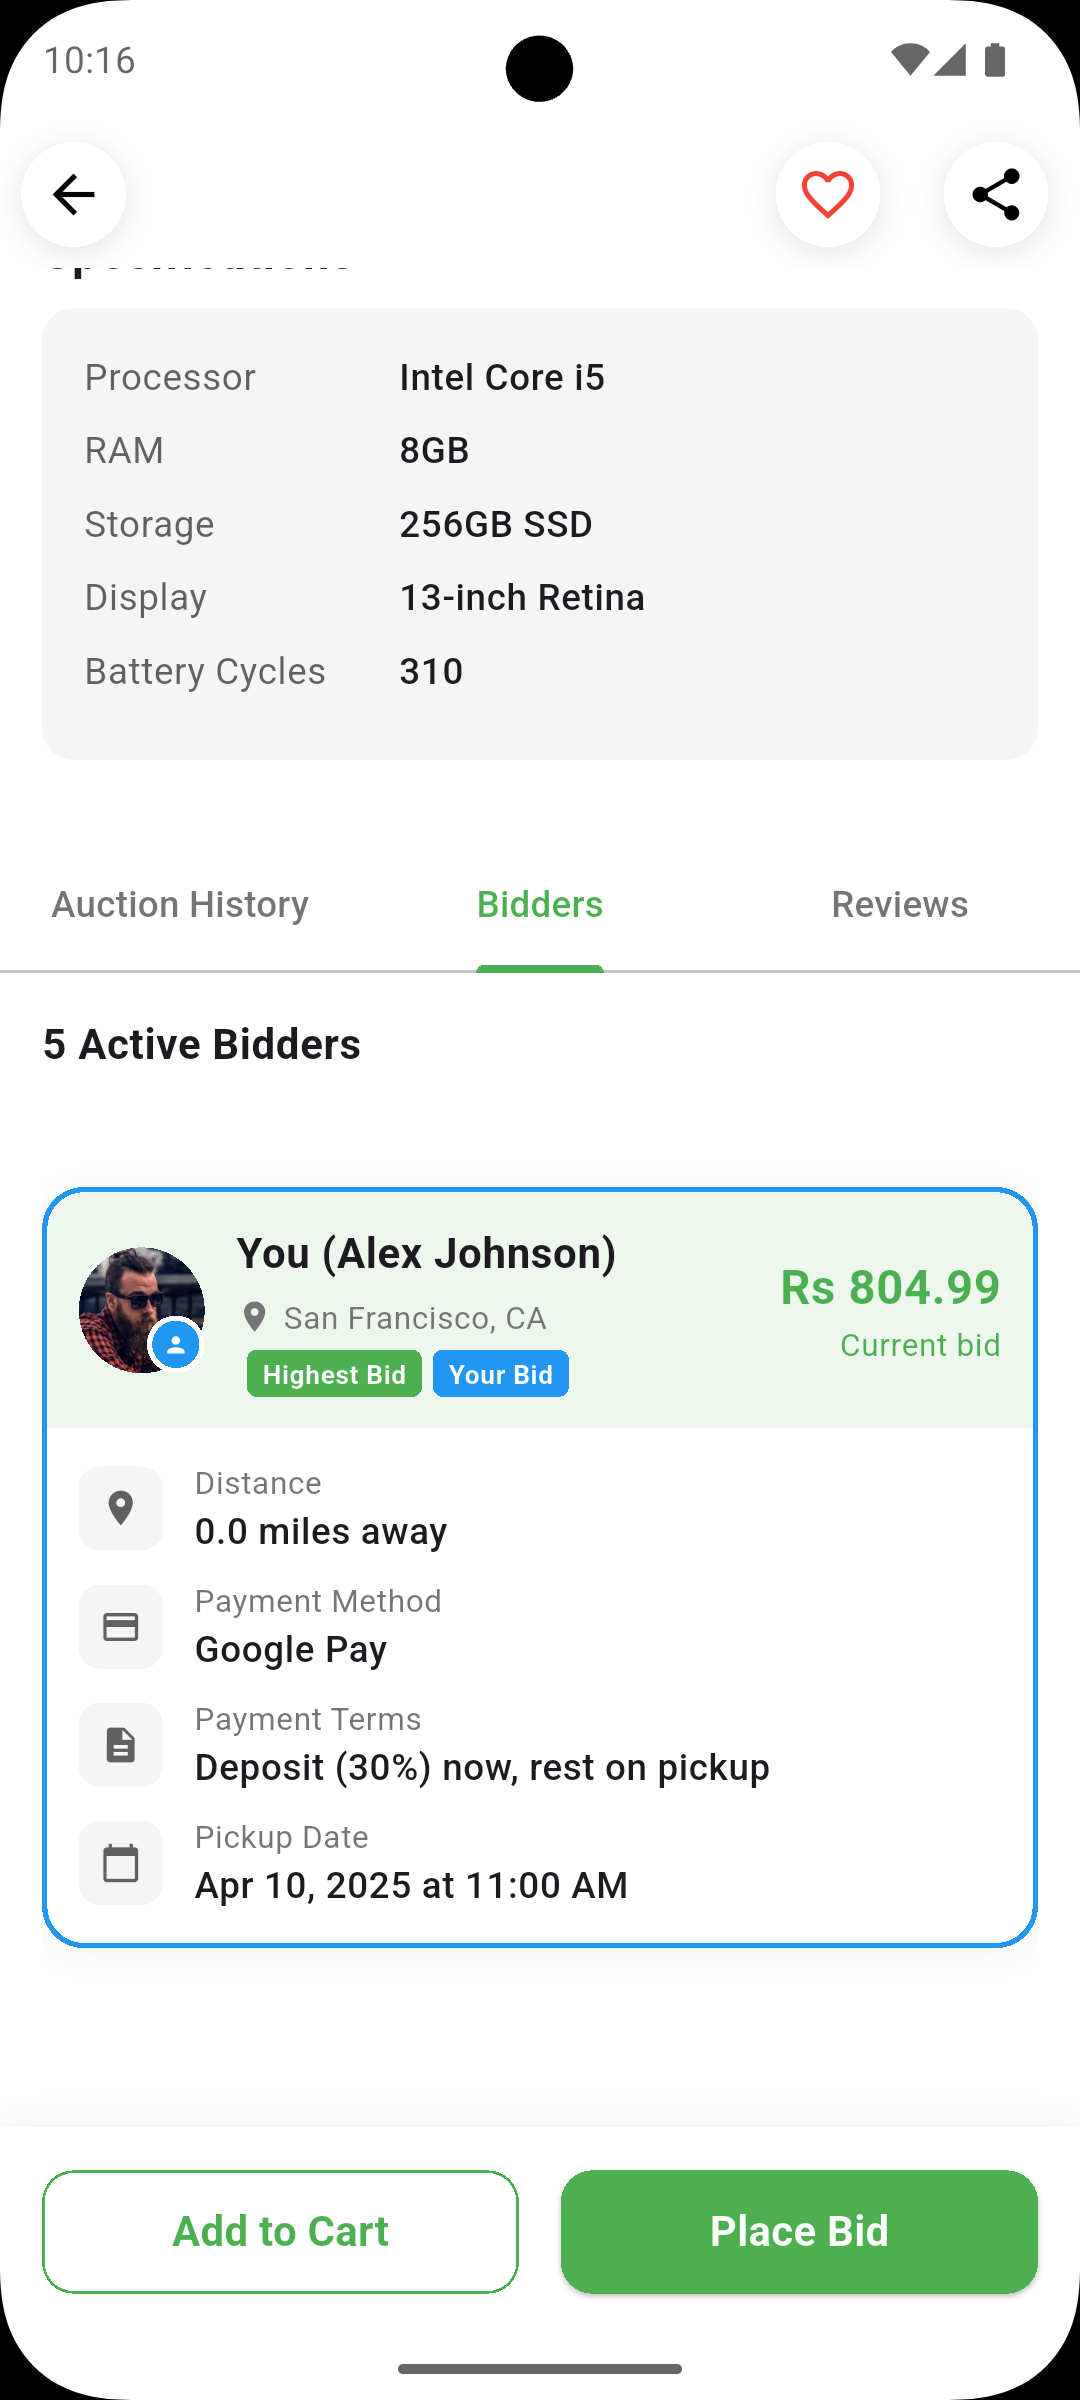 10:16
Processor Intel Core i5
RAM 8GB
Storage 256GB SSD
Display 13-inch Retina
Battery Cycles 310
Auction History Bidders Reviews
5 Active Bidders
You (Alex Johnson)
San Francisco, CA
Highest Bid Your Bid
Rs 804.99
Current bid
Distance
0.0 miles away
Payment Method
Google Pay
Payment Terms
Deposit (30%) now, rest on pickup
Pickup Date
Apr 10, 2025 at 11:00 AM
Add to Cart Place Bid